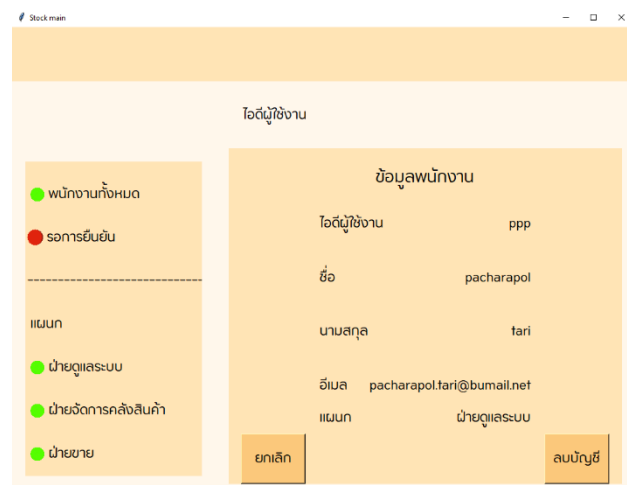 Stock main
ไอดีผู้ใช้งาน
พนักงานทั้งหมด
รอการยืนยัน
----------------------------
แผนก
ฝ่ายดูแลระบบ
ฝ่ายจัดการคลังสินค้า
ฝ่ายขาย
ข้อมูลพนักงาน
ไอดีผู้ใช้งาน ppp
ชื่อ pacharapol
นามสกุล tari
อีเมล pacharapol.tari@bumail.net
แผนก ฝ่ายดูแลระบบ
ยกเลิก ลบบัญชี